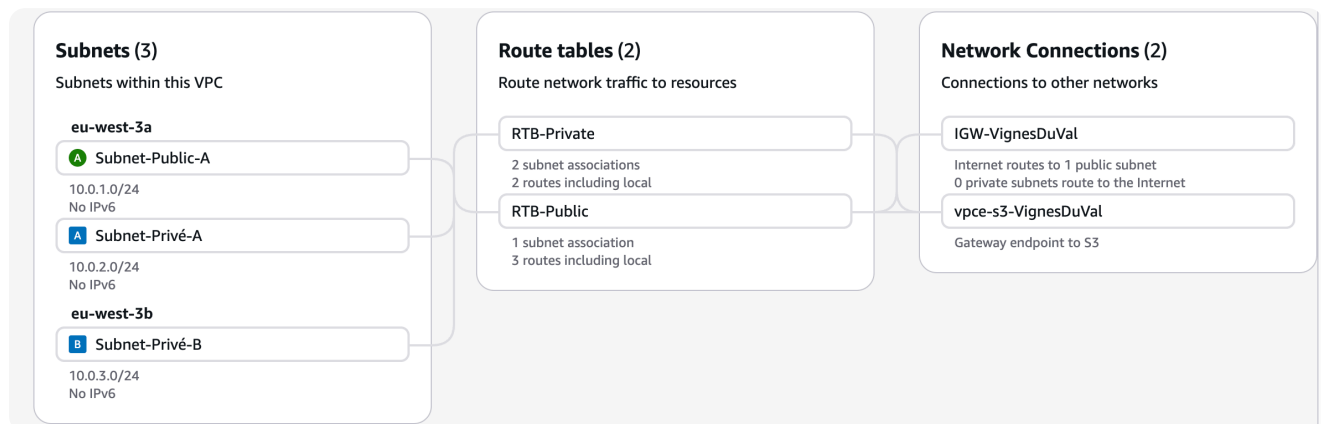 Subnets (3)
Subnets within this VPC
eu-west-3a
A Subnet-Public-A
10.0.1.0/24
No IPv6
A Subnet-Privé-A
10.0.2.0/24
No IPv6
eu-west-3b
B Subnet-Privé-B
10.0.3.0/24
No IPv6
Route tables (2)
Route network traffic to resources
RTB-Private
2 subnet associations
2 routes including local
RTB-Public
1 subnet association
3 routes including local
Network Connections (2)
Connections to other networks
IGW-VignesDuVal
Internet routes to 1 public subnet
0 private subnets route to the Internet
vpce-s3-VignesDuVal
Gateway endpoint to S3